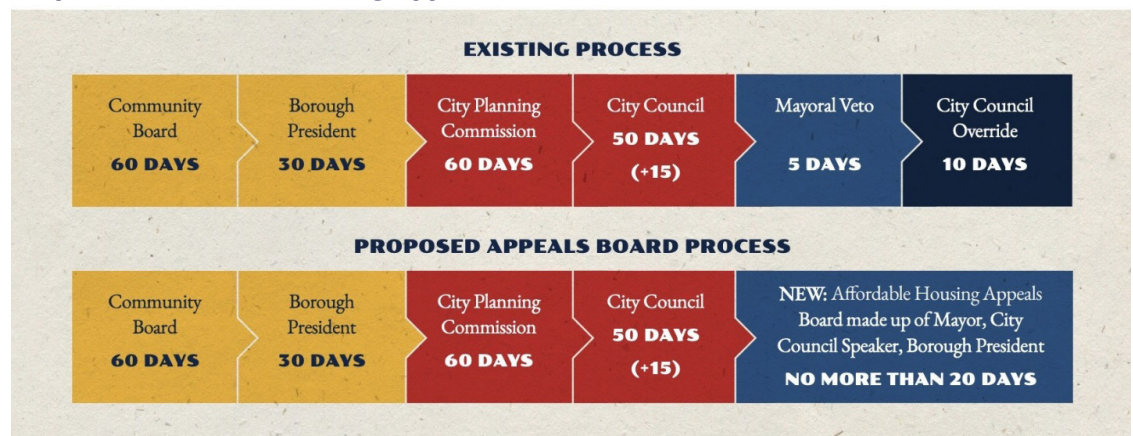 EXISTING PROCESS
Community
Board
60 DAYS
Borough
President
30 DAYS
City Planning
Commission
60 DAYS
City Council
50 DAYS
(+15)
Mayoral Veto
5 DAYS
City Council
Override
10 DAYS
PROPOSED APPEALS BOARD PROCESS
Community
Board
60 DAYS
Borough
President
30 DAYS
City Planning
Commission
60 DAYS
City Council
50 DAYS
(+15)
NEW: Affordable Housing Appeals
Board made up of Mayor, City
Council Speaker, Borough President
NO MORE THAN 20 DAYS